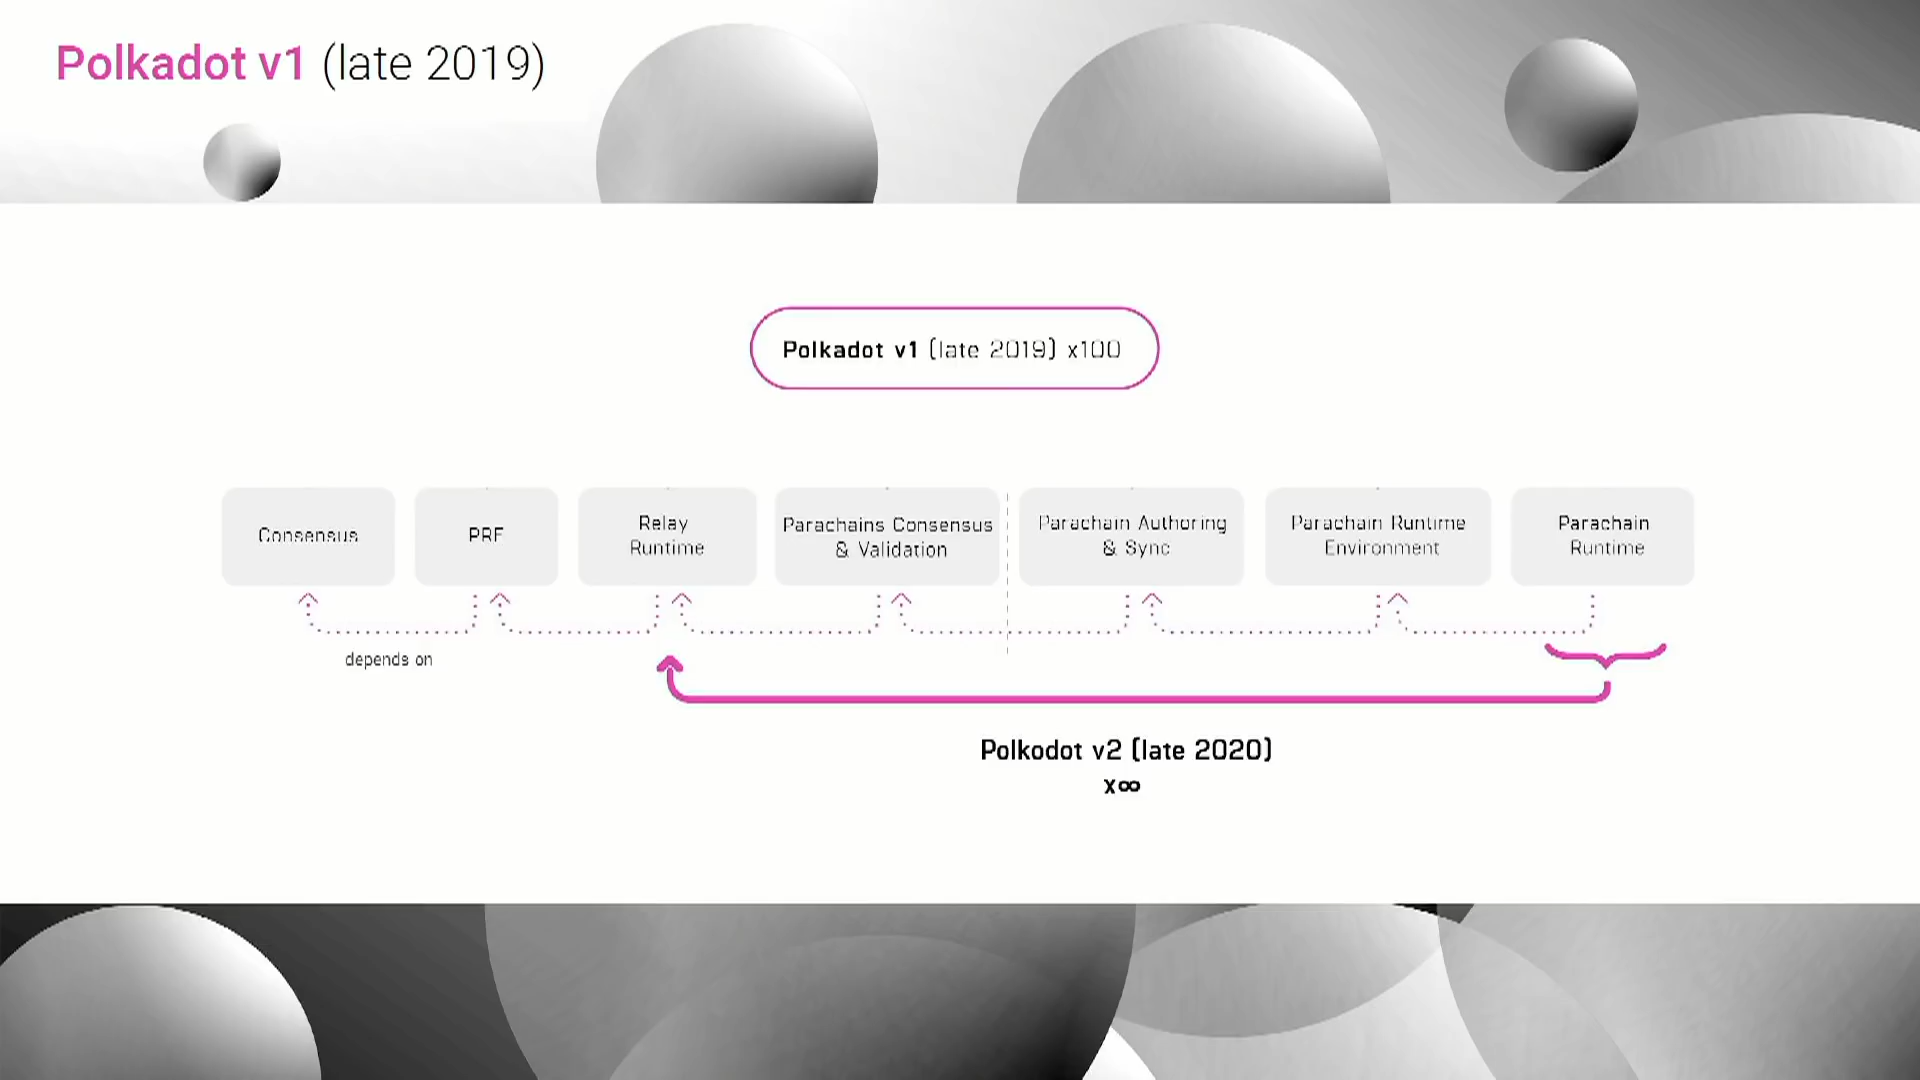 Polkadot v1 (late 2019)
Polkadot v1 (late 2019) x100
Consensus
PRE
Relay
Runtime
Parachains Consensus
& Validation
Parachain Authoring
& Sync
Parachain Runtime
Environment
Parachain
Runtime
depends on
Polkodot v2 (late 2020)
x∞